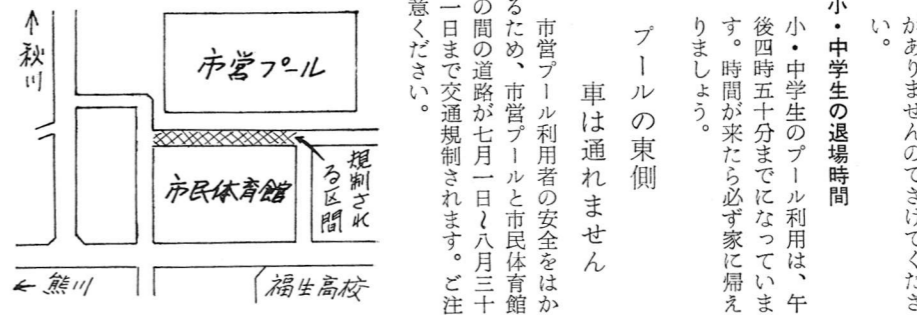 がありませんのでさけてくださ
い。
小・中学生の退場時間
小・中学生のプール利用は、午
後四時五十分までになっていま
す。時間が来たら必ず家に帰え
りましょう。
プールの東側
車は通れません
市営プール利用者の安全をはか
るため、市営プールと市民体育館
の間の道路が七月一日〜八月三十
一日まで交通規制されます。ご注
意ください。
市営プール
↑秋川
規制され
る区間
市民体育館
←熊川
福生高校